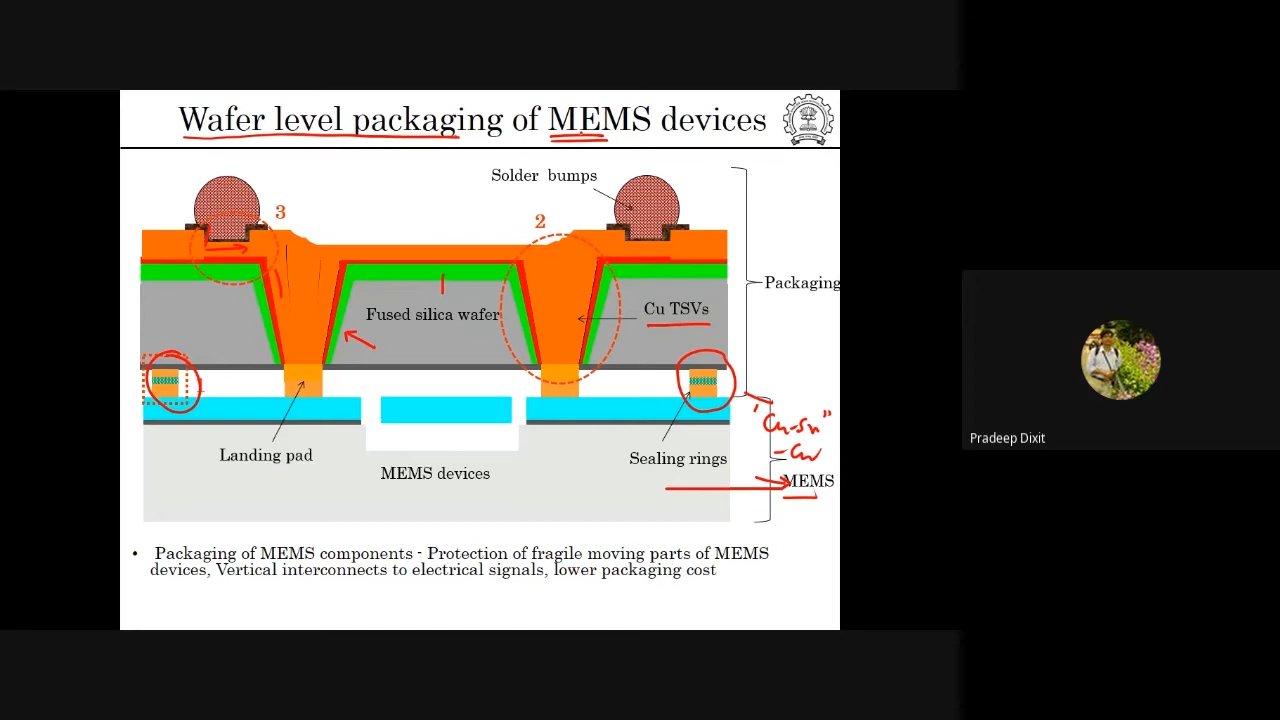 Wafer level packaging of MEMS devices
Solder bumps
3
2
Packaging
Cu TSVs
Fused silica wafer
"Cu-Sn"
-Cu
Landing pad
Sealing rings
MEMS devices
MEMS
• Packaging of MEMS components - Protection of fragile moving parts of MEMS
devices, Vertical interconnects to electrical signals, lower packaging cost
Pradeep Dixit